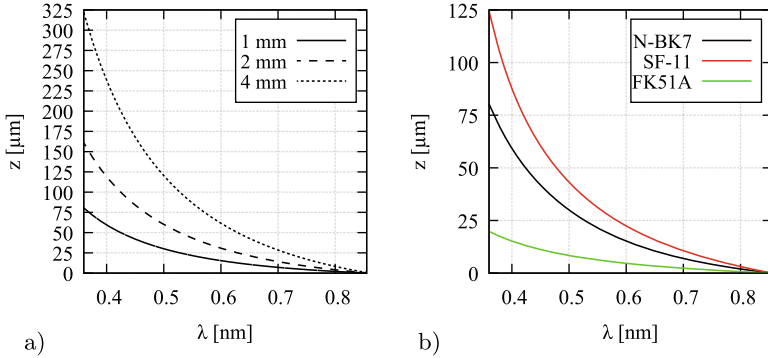 325
300
275
250
225
200
175
150
125
100
75
50
25
0
z [μm]
0.4 0.5 0.6 0.7 0.8
λ [nm]
1 mm
2 mm
4 mm
a)
125
100
75
50
25
0
z [μm]
0.4 0.5 0.6 0.7 0.8
λ [nm]
N-BK7
SF-11
FK51A
b)